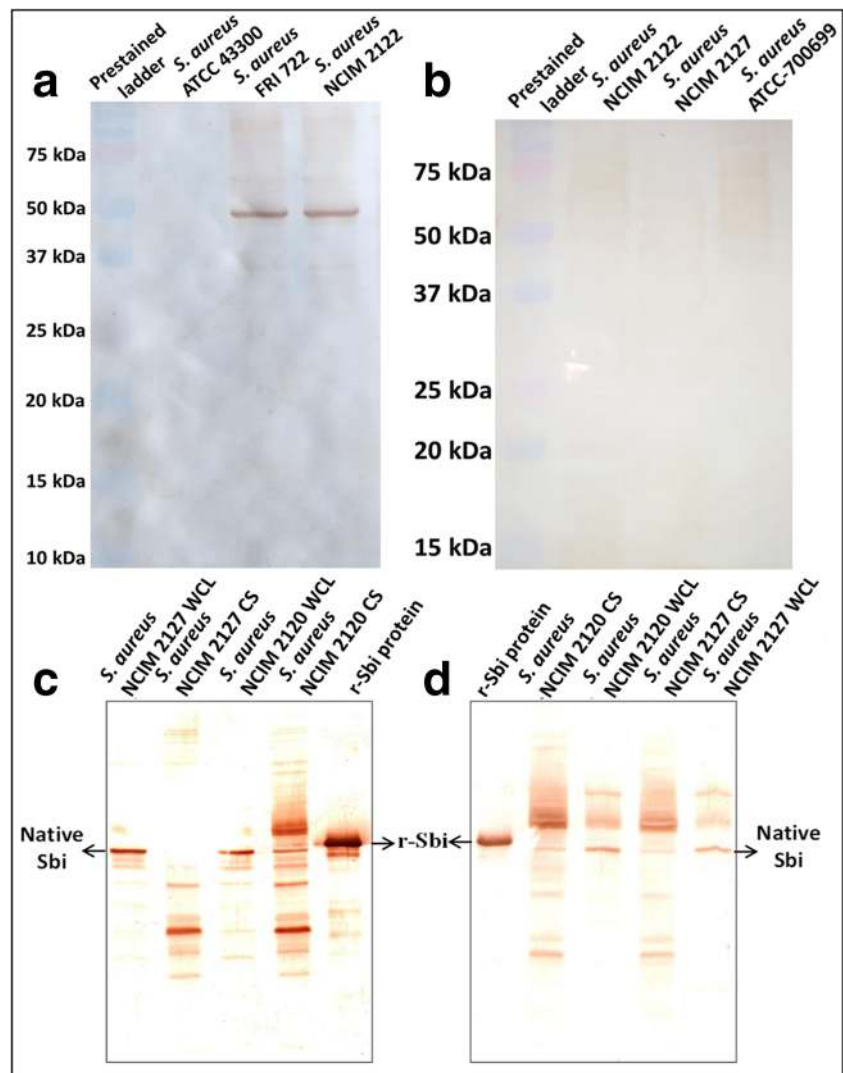 a
Prestained
ladder
S. aureus
ATCC 43300
S. aureus
FRI 722
S. aureus
NCIM 2122
75 kDa
50 kDa
37 kDa
25 kDa
20 kDa
15 kDa
10 kDa
b
Prestained
ladder
S. aureus
NCIM 2122
S. aureus
NCIM 2127
S. aureus
ATCC-700699
75 kDa
50 kDa
37 kDa
25 kDa
20 kDa
15 kDa
c
S. aureus
NCIM 2127 WCL
S. aureus
NCIM 2127 CS
S. aureus
NCIM 2120 WCL
S. aureus
NCIM 2120 CS
r-Sbi protein
Native
Sbi
r-Sbi
d
r-Sbi protein
S. aureus
NCIM 2120 CS
S. aureus
NCIM 2120 WCL
S. aureus
NCIM 2127 CS
S. aureus
NCIM 2127 WCL
Native
Sbi